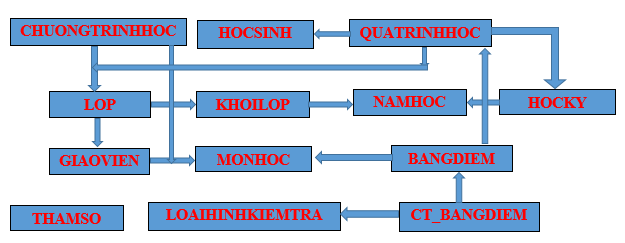 CHUONGTRINHHOC
HOCSINH
QUATRINHHOC
LOP
KHOILOP
NAMHOC
HOCKY
GIAOVIEN
MONHOC
BANGDIEM
THAMSO
LOAIHINHKIEMTRA
CT_BANGDIEM